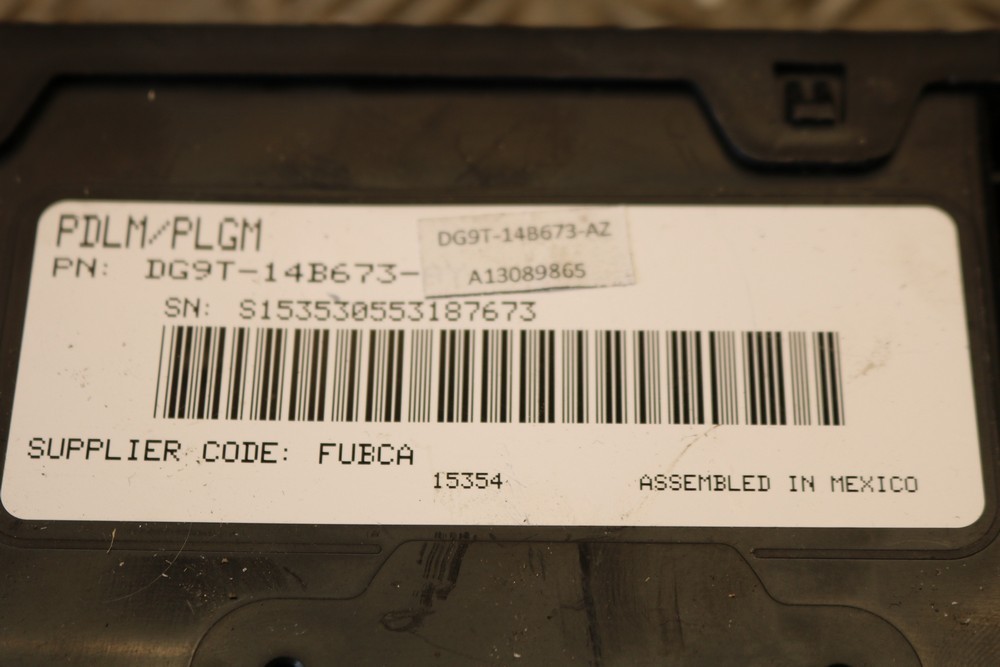 PDLM/PLGM
DG9T-14B673-AZ
A13089865
PN: DG9T-14B673-
SN: S153530553187673
SUPPLIER CODE: FUBCA
15354
ASSEMBLED IN MEXICO